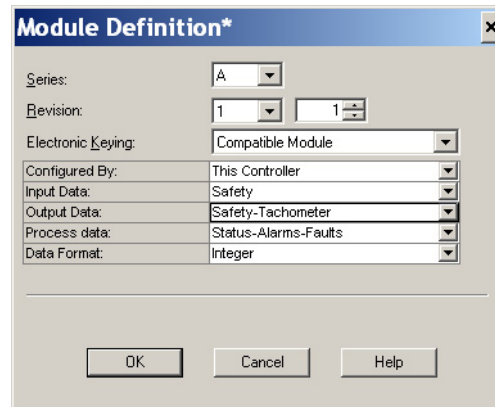 Module Definition*
Series: A
Revision: 1 1
Electronic Keying: Compatible Module
Configured By: This Controller
Input Data: Safety
Output Data: Safety-Tachometer
Process data: Status-Alarms-Faults
Data Format: Integer
OK Cancel Help